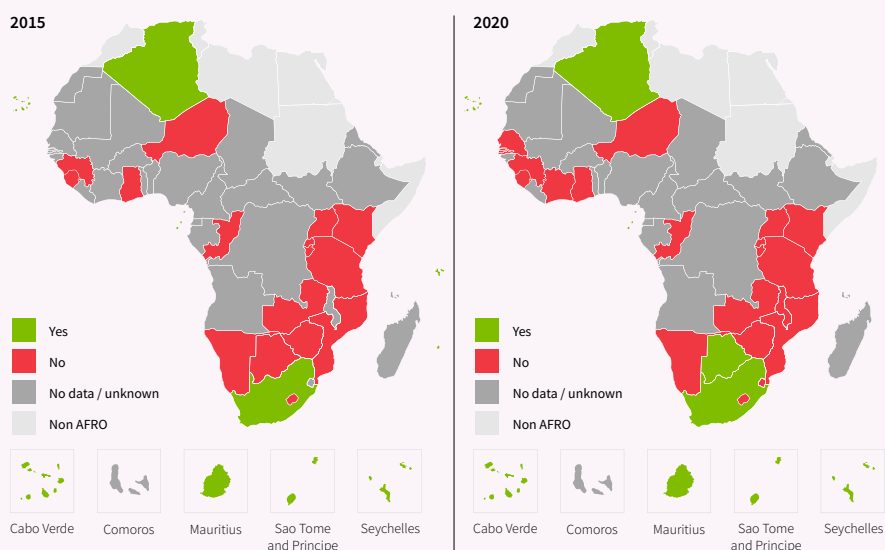 2015
Yes
No
No data / unknown
Non AFRO
Cabo Verde
Comoros
Mauritius
Sao Tome
and Principe
Seychelles
2020
Yes
No
No data / unknown
Non AFRO
Cabo Verde
Comoros
Mauritius
Sao Tome
and Principe
Seychelles